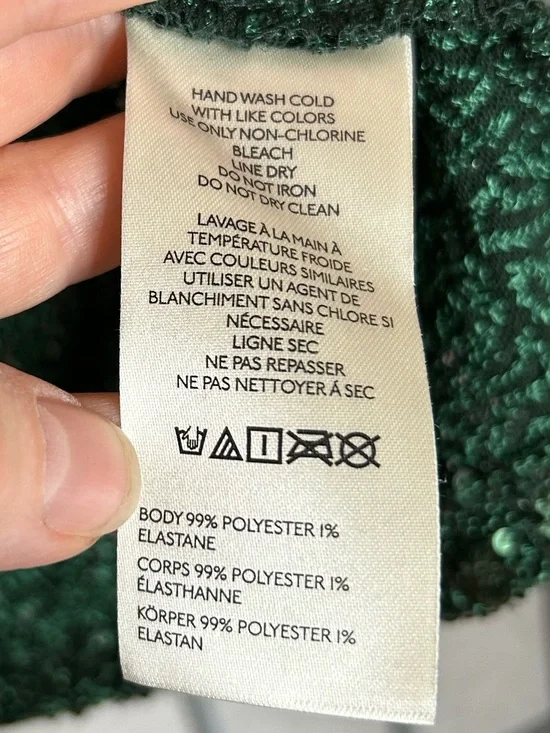 HAND WASH COLD
WITH LIKE COLORS
USE ONLY NON-CHLORINE
BLEACH
LINE DRY
DO NOT IRON
DO NOT DRY CLEAN
LAVAGE À LA MAIN À
TEMPÉRATURE FROIDE
AVEC COULEURS SIMILAIRES
UTILISER UN AGENT DE
BLANCHIMENT SANS CHLORE SI
NÉCESSAIRE
LIGNE SEC
NE PAS REPASSER
NE PAS NETTOYER Á SEC
BODY 99% POLYESTER 1%
ELASTANE
CORPS 99% POLYESTER 1%
ÉLASTHANNE
KÖRPER 99% POLYESTER 1%
ELASTAN